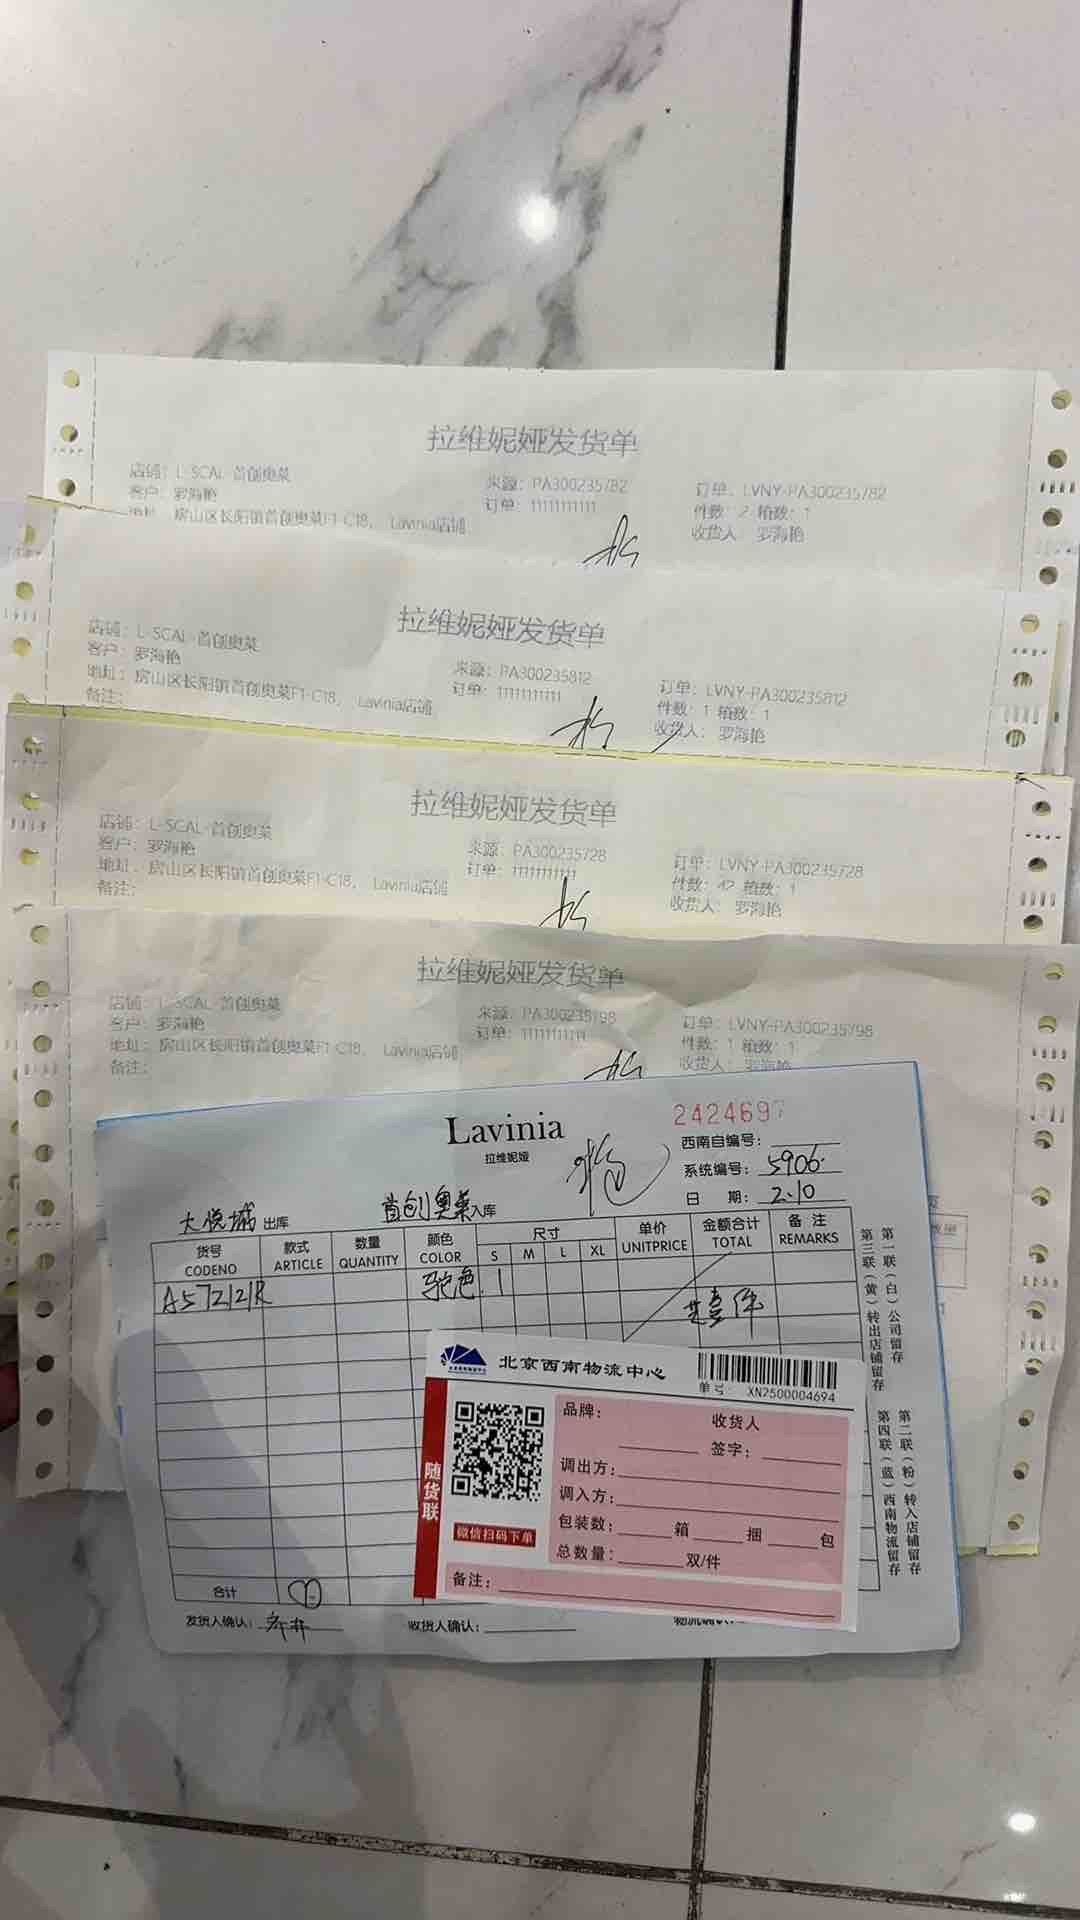 拉维妮娅发货单
店铺：L-SCAL-首创奥莱 来源：PA300235782 订单：LVNY-PA300235782
客户：罗海艳 订单：11111111111 件数：2 箱数：1
地址：房山区长阳镇首创奥莱F1-C18， Lavinia店铺 收货人：罗海艳
拉维妮娅发货单
店铺：L-SCAL-首创奥莱 来源：PA300235812 订单：LVNY-PA300235812
客户：罗海艳 订单：11111111111 件数：1 箱数：1
地址：房山区长阳镇首创奥莱F1-C18， Lavinia店铺 收货人：罗海艳
备注：
拉维妮娅发货单
店铺：L-SCAL-首创奥莱 来源：PA300235728 订单：LVNY-PA300235728
客户：罗海艳 订单：11111111111 件数：42 箱数：1
地址：房山区长阳镇首创奥莱F1-C18， Lavinia店铺 收货人：罗海艳
备注：
拉维妮娅发货单
店铺：L-SCAL-首创奥莱 来源：PA300235198 订单：LVNY-PA300235198
客户：罗海艳 订单：11111111111 件数：1 箱数：1
地址：房山区长阳镇首创奥莱F1-C18， Lavinia店铺 收货人：罗海艳
备注：
Lavinia
拉维妮娅
2424697
西南自编号：
系统编号：5906
日 期：2.10
大悦城 出库 首创奥莱 入库
货号 款式 数量 颜色 尺寸 单价 金额合计 备注
CODENO ARTICLE QUANTITY COLOR S M L XL UNITPRICE TOTAL REMARKS
A572121R 驼色 1
共壹件
第一联（白）公司留存
第三联（黄）转出店铺留存
第二联（粉）转入店铺留存
第四联（蓝）西南物流留存
合计
发货人确认： 收货人确认：
北京西南物流中心
单号： XN2500004694
随货联
微信扫码下单
品牌： 收货人
签字：
调出方：
调入方：
包装数： 箱 捆 包
总数量： 双/件
备注：